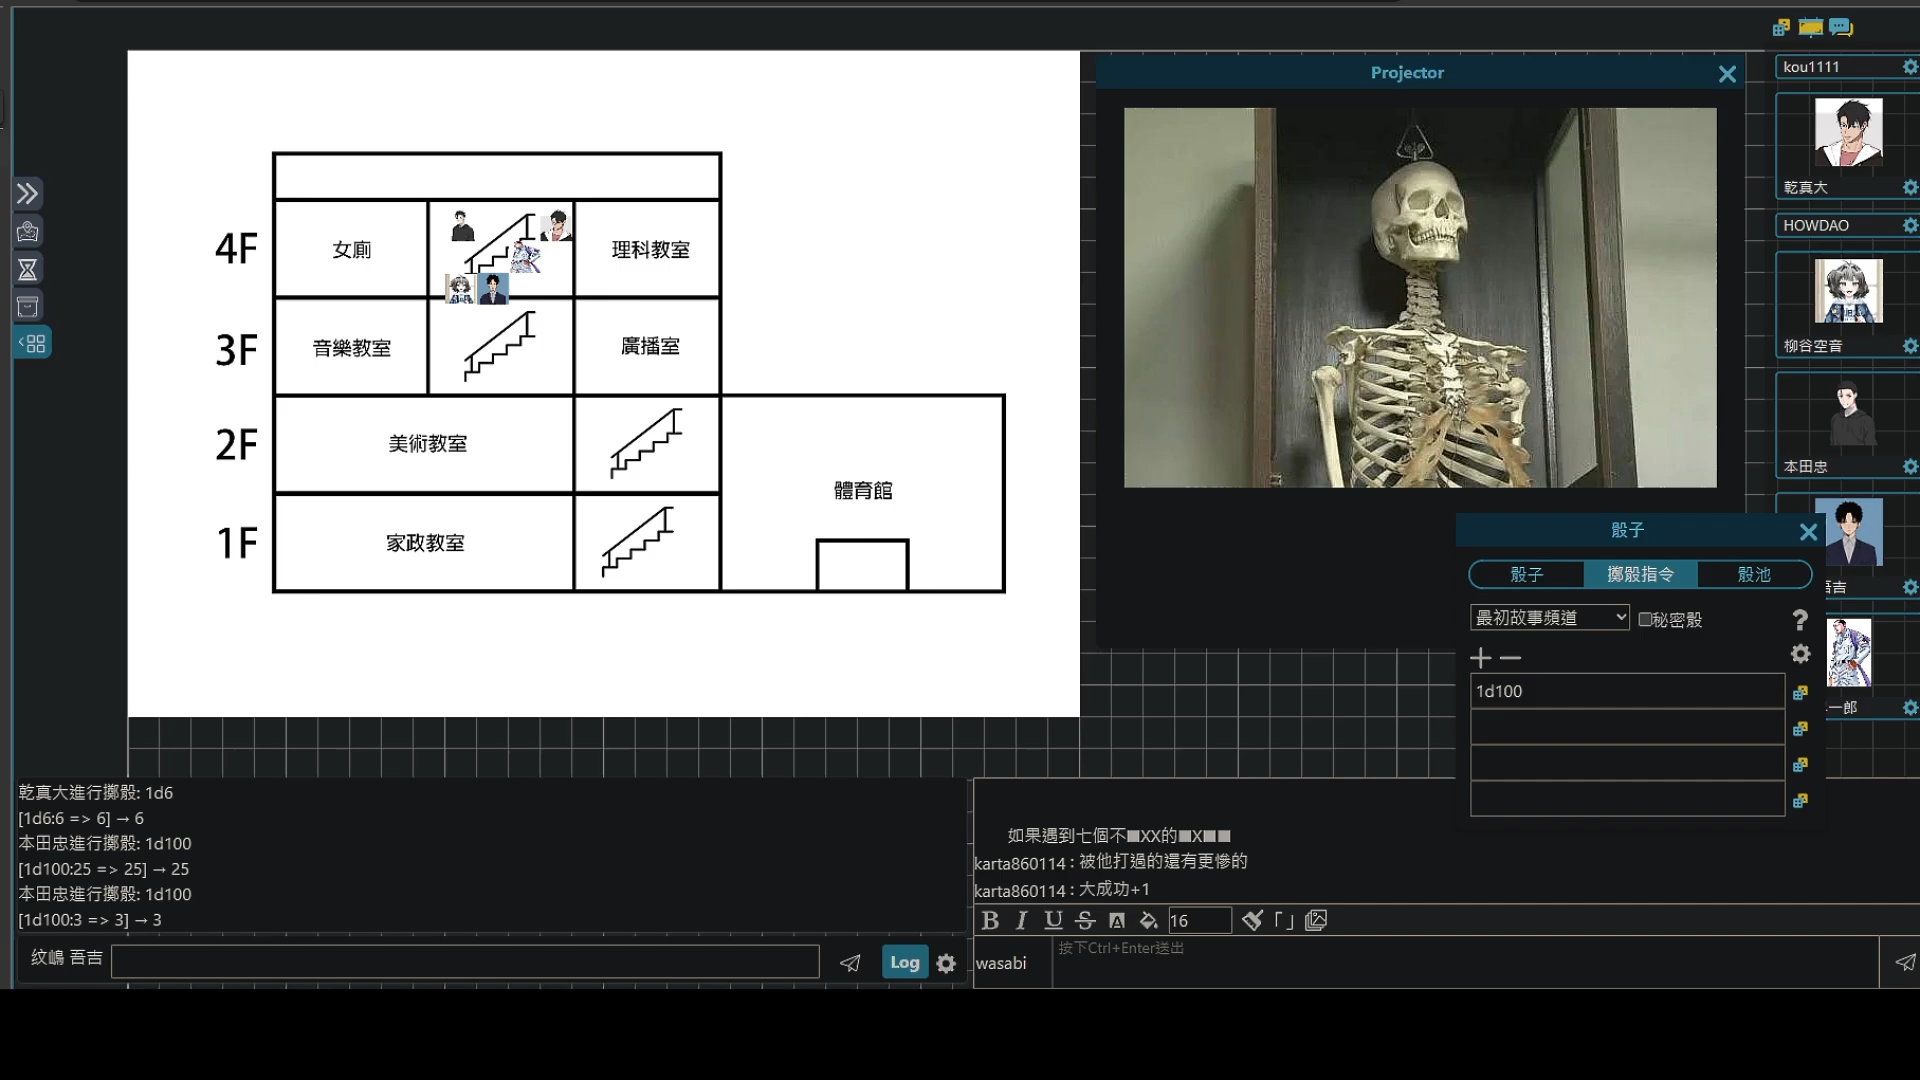 Projector
kou1111
乾真大
HOWDAO
柳谷空音
本田忠
吾吉
一郎
4F
女廁
理科教室
3F
音樂教室
廣播室
2F
美術教室
體育館
1F
家政教室
骰子
骰子
擲骰指令
骰池
最初故事頻道
秘密骰
?
1d100
乾真大進行擲骰: 1d6
[1d6:6 => 6] → 6
本田忠進行擲骰: 1d100
[1d100:25 => 25] → 25
本田忠進行擲骰: 1d100
[1d100:3 => 3] → 3
纹嶋 吾吉
Log
如果遇到七個不■XX的■X■■
karta860114 : 被他打過的還有更慘的
karta860114 : 大成功+1
B I U S A 16 「」
wasabi
按下Ctrl+Enter送出